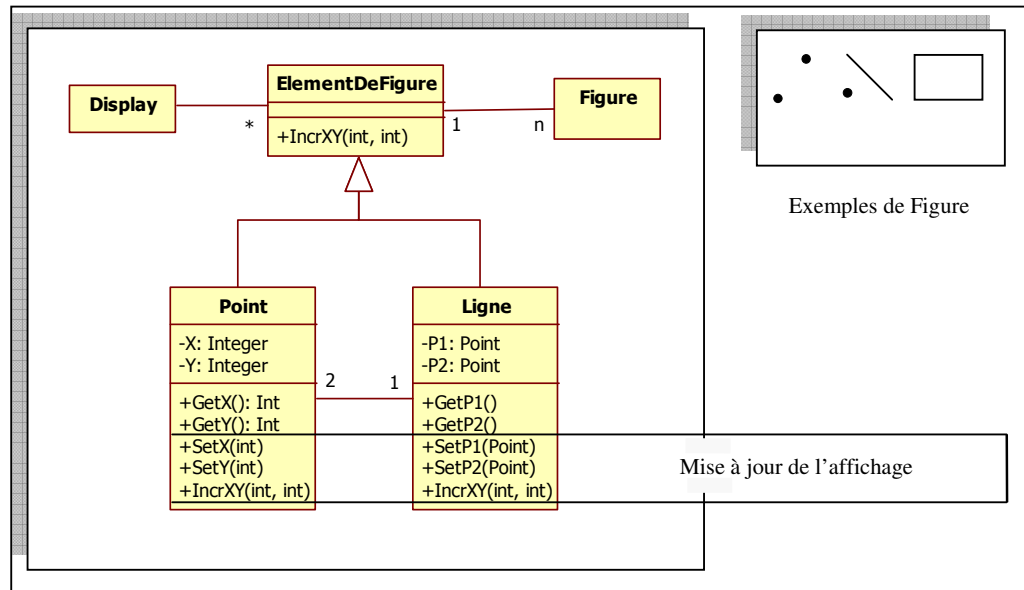 ElementDeFigure
Display
Figure
*
1
n
+IncrXY(int, int)
Exemples de Figure
Point
-X: Integer
-Y: Integer
+GetX(): Int
+GetY(): Int
+SetX(int)
+SetY(int)
+IncrXY(int, int)
2
1
Ligne
-P1: Point
-P2: Point
+GetP1()
+GetP2()
+SetP1(Point)
+SetP2(Point)
+IncrXY(int, int)
Mise à jour de l’affichage